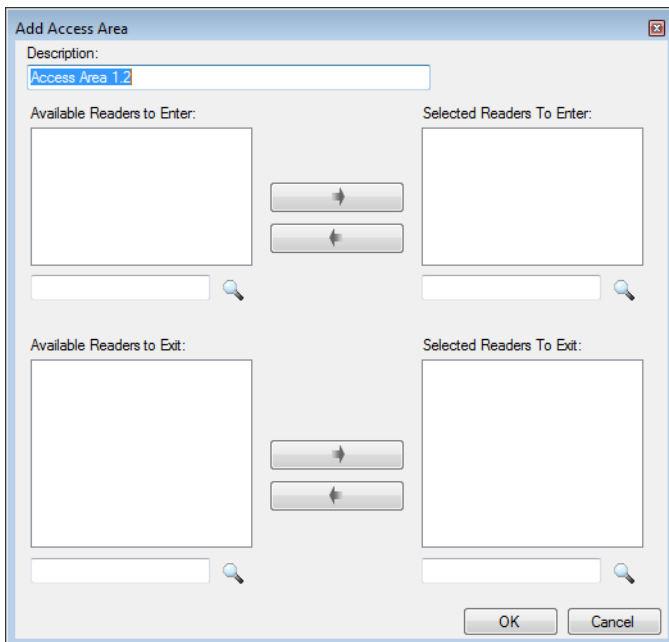 Add Access Area
Description:
Access Area 1.2
Available Readers to Enter:
Selected Readers To Enter:
Available Readers to Exit:
Selected Readers To Exit:
OK
Cancel